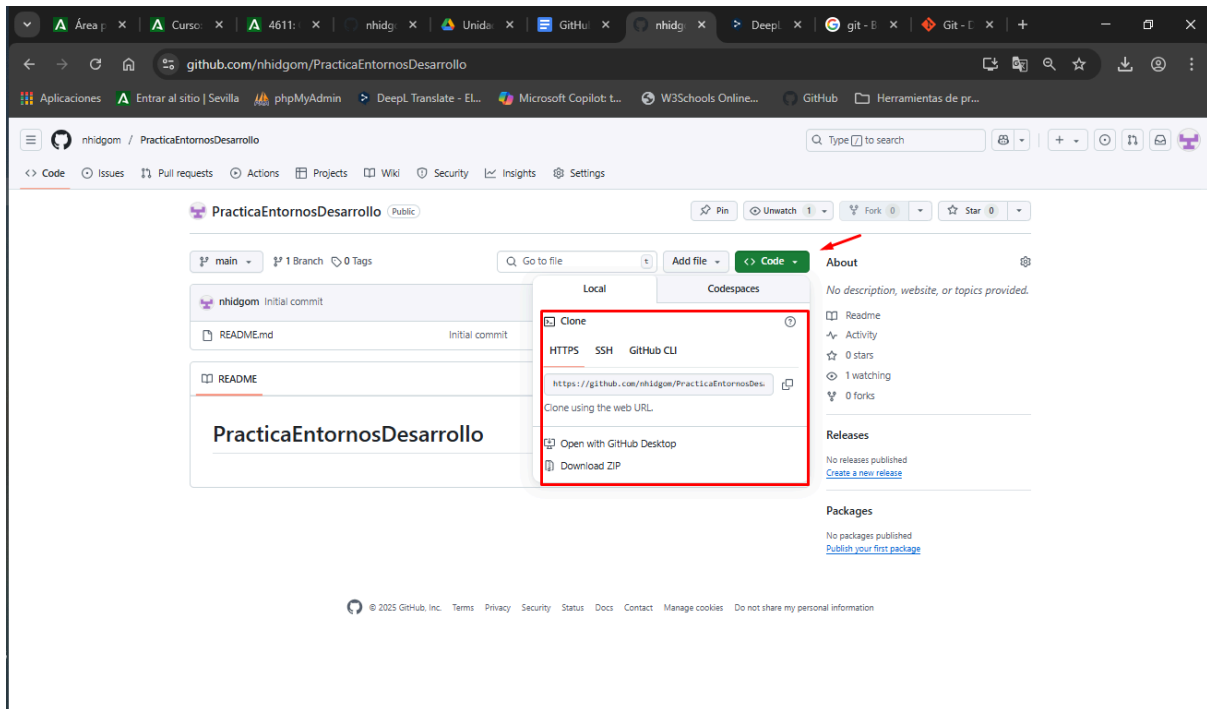 Área p
Curso:
4611:
nhidg
Unida
GitHu
nhidg
DeepL
git - B
Git - D
github.com/nhidgom/PracticaEntornosDesarrollo
Aplicaciones
Entrar al sitio | Sevilla
phpMyAdmin
DeepL Translate - El...
Microsoft Copilot: t...
W3Schools Online...
GitHub
Herramientas de pr...
nhidgom / PracticaEntornosDesarrollo
Type / to search
<> Code
Issues
Pull requests
Actions
Projects
Wiki
Security
Insights
Settings
PracticaEntornosDesarrollo Public
Pin
Unwatch 1
Fork 0
Star 0
main
1 Branch
0 Tags
Go to file t
Add file
<> Code
nhidgom Initial commit
README.md Initial commit
README
PracticaEntornosDesarrollo
Local
Codespaces
Clone
HTTPS
SSH
GitHub CLI
https://github.com/nhidgom/PracticaEntornosDes
Clone using the web URL.
Open with GitHub Desktop
Download ZIP
About
No description, website, or topics provided.
Readme
Activity
0 stars
1 watching
0 forks
Releases
No releases published
Create a new release
Packages
No packages published
Publish your first package
© 2025 GitHub, Inc. Terms Privacy Security Status Docs Contact Manage cookies Do not share my personal information